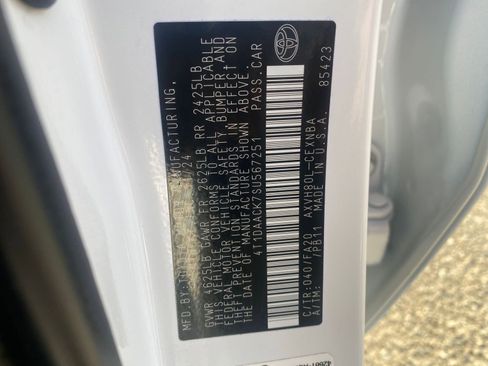 MANUFACTURING,
24
GVWR 4625LB GAWR FR 2625LB RR 2425LB
THIS VEHICLE CONFORMS TO ALL APPLICABLE
FEDERAL MOTOR VEHICLE SAFETY, BUMPER, AND
THEFT PREVENTION STANDARDS IN EFFECT ON
THE DATE OF MANUFACTURE SHOWN ABOVE.
4T1DAACK7SU567251 PASS.CAR
C/TR:040/FA20 AXVH80L-CEXNBA
A/TM: /PB11 MADE IN U.S.A. 85423